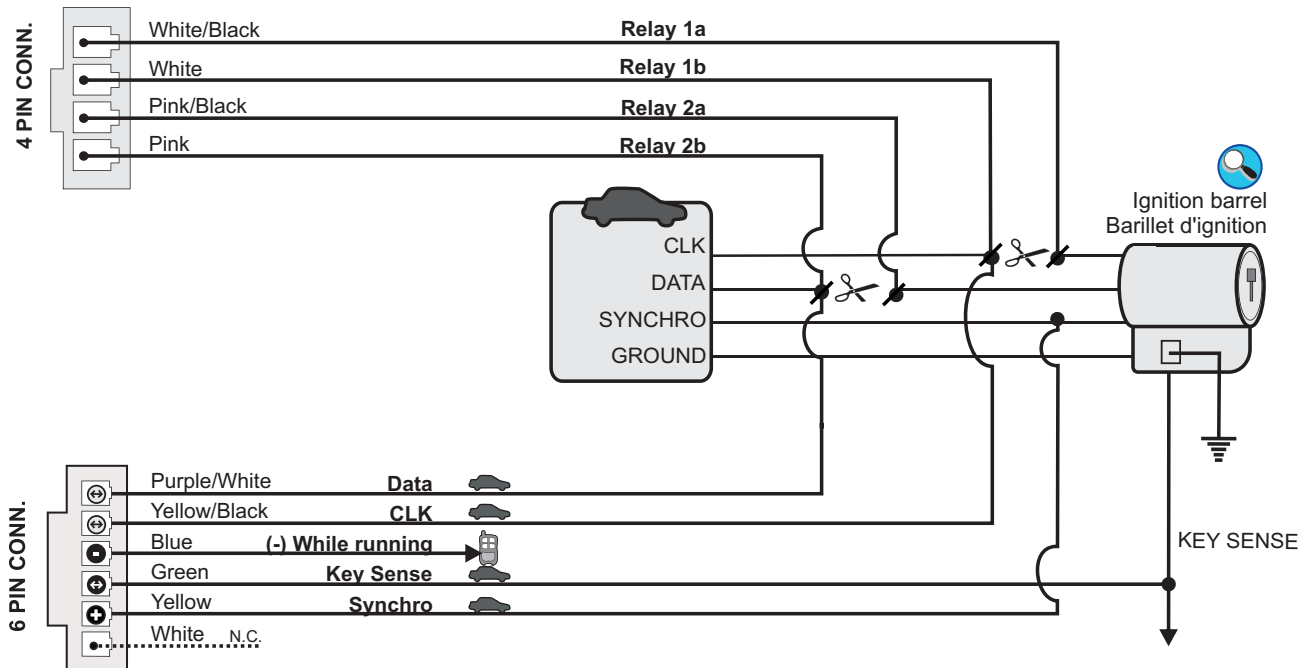 4 PIN CONN.
White/Black Relay 1a
White Relay 1b
Pink/Black Relay 2a
Pink Relay 2b
Ignition barrel
Barillet d'ignition
CLK
DATA
SYNCHRO
GROUND
6 PIN CONN.
Purple/White Data
Yellow/Black CLK
Blue (-) While running
Green Key Sense
Yellow Synchro
White N.C.
KEY SENSE